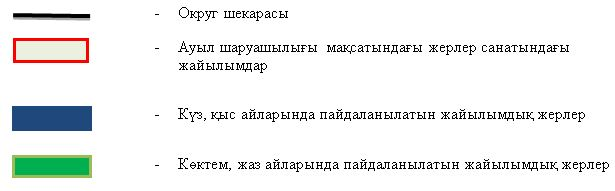 - Округ шекарасы
- Ауыл шаруашылығы мақсатындағы жерлер санатындағы
жайылымдар
- Күз, қыс айларында пайдаланылатын жайылымдық жерлер
- Көктем, жаз айларында пайдаланылатын жайылымдық жерлер